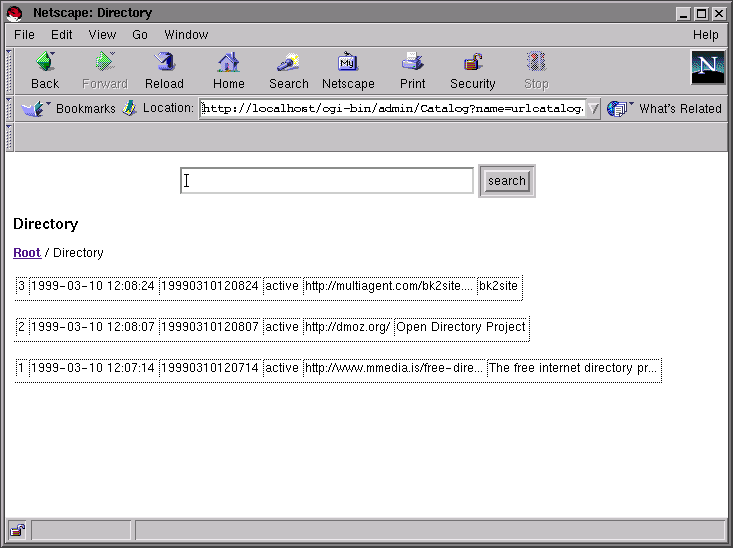 Netscape: Directory
File Edit View Go Window Help
My
N
Back Forward Reload Home Search Netscape Print Security Stop
Bookmarks Location: http://localhost/cgi-bin/admin/Catalog?name=urlcatalog. What's Related
search
Directory
Root / Directory
3 1999-03-10 12:08:24 19990310120824 active http://multiagent.com/bk2site.... bk2site
2 1999-03-10 12:08:07 19990310120807 active http://dmoz.org/ Open Directory Project
1 1999-03-10 12:07:14 19990310120714 active http://www.mmedia.is/free-dire... The free internet directory pr...